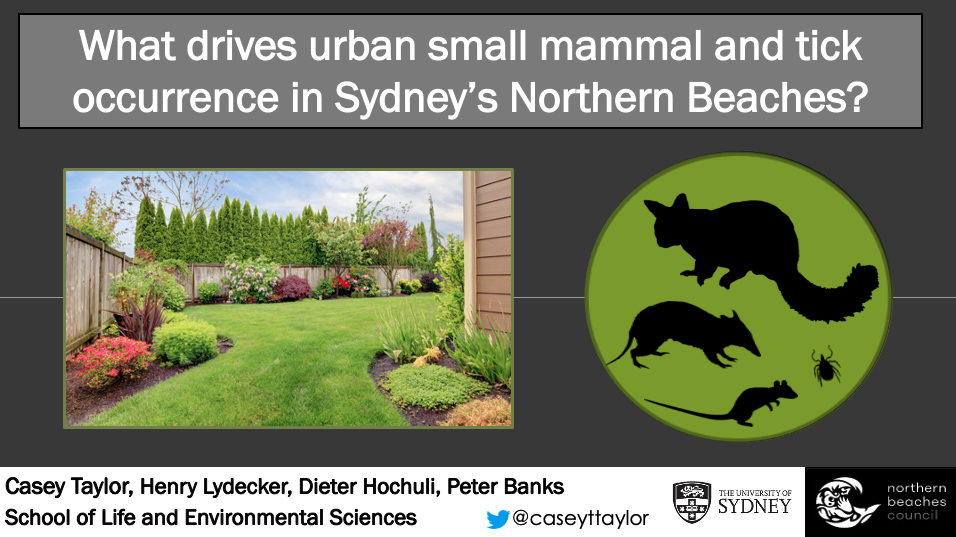 What drives urban small mammal and tick
occurrence in Sydney’s Northern Beaches?
Casey Taylor, Henry Lydecker, Dieter Hochuli, Peter Banks
School of Life and Environmental Sciences
@caseyttaylor
THE UNIVERSITY OF
SYDNEY
northern
beaches
council